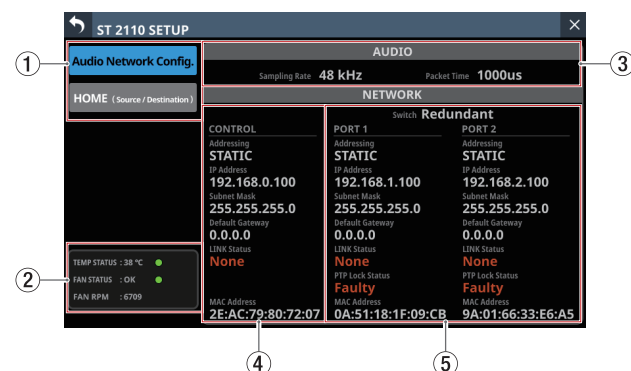 ST 2110 SETUP
×
① Audio Network Config.
HOME ( Source / Destination )
AUDIO
Sampling Rate 48 kHz Packet Time 1000us
③
NETWORK
Switch Redundant
CONTROL PORT 1 PORT 2
Addressing Addressing Addressing
STATIC STATIC STATIC
IP Address IP Address IP Address
192.168.0.100 192.168.1.100 192.168.2.100
Subnet Mask Subnet Mask Subnet Mask
255.255.255.0 255.255.255.0 255.255.255.0
Default Gateway Default Gateway Default Gateway
0.0.0.0 0.0.0.0 0.0.0.0
LINK Status LINK Status LINK Status
None None None
PTP Lock Status PTP Lock Status
Faulty Faulty
MAC Address MAC Address MAC Address
2E:AC:79:80:72:07 0A:51:18:1F:09:CB 9A:01:66:33:E6:A5
② TEMP STATUS : 38 °C
FAN STATUS : OK
FAN RPM : 6709
④ ⑤